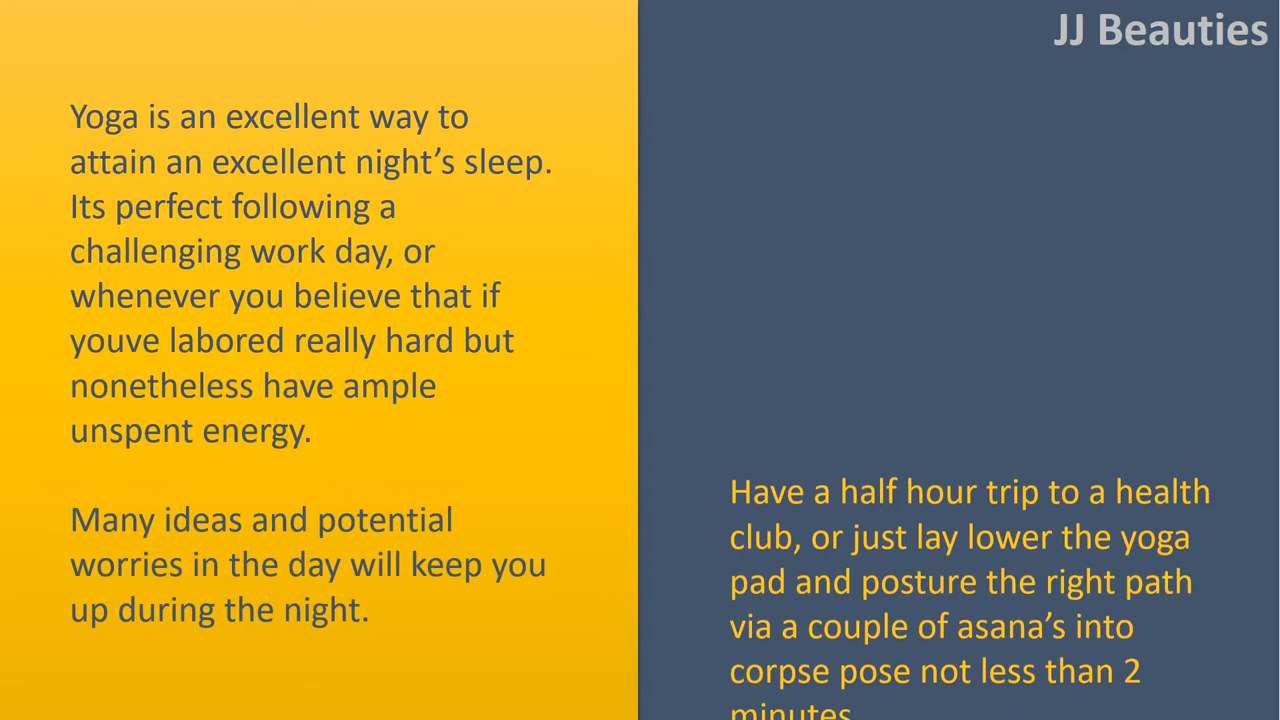 JJ Beauties
Yoga is an excellent way to
attain an excellent night’s sleep.
Its perfect following a
challenging work day, or
whenever you believe that if
youve labored really hard but
nonetheless have ample
unspent energy.
Many ideas and potential
worries in the day will keep you
up during the night.
Have a half hour trip to a health
club, or just lay lower the yoga
pad and posture the right path
via a couple of asana’s into
corpse pose not less than 2
minutes